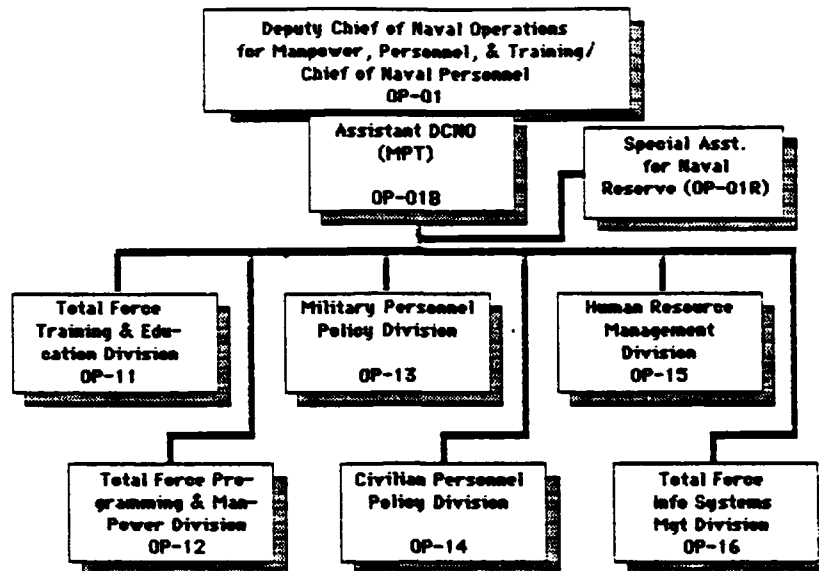 Deputy Chief of Naval Operations
for Manpower, Personnel, & Training/
Chief of Naval Personnel
OP-01
Assistant DCNO
(MPT)
OP-01B
Special Asst.
for Naval
Reserve (OP-01R)
Total Force
Training & Edu-
cation Division
OP-11
Military Personnel
Policy Division
OP-13
Human Resource
Management
Division
OP-15
Total Force Pro-
gramming & Man-
Power Division
OP-12
Civilian Personnel
Policy Division
OP-14
Total Force
Info Systems
Mgt Division
OP-16